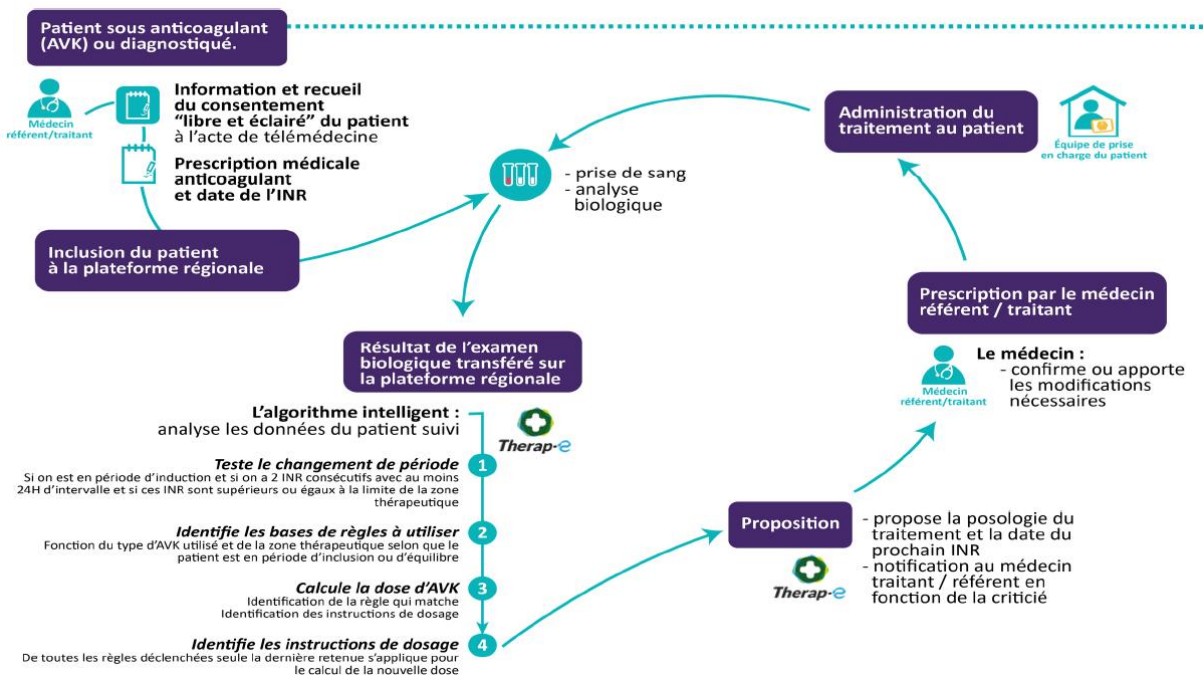 Patient sous anticoagulant
(AVK) ou diagnostiqué.
Médecin
référent/traitant
Information et recueil
du consentement
“libre et éclairé” du patient
à l’acte de télémédecine
Prescription médicale
anticoagulant
et date de l’INR
Inclusion du patient
à la plateforme régionale
- prise de sang
- analyse
biologique
Administration du
traitement au patient
Équipe de prise
en charge du patient
Résultat de l’examen
biologique transféré sur
la plateforme régionale
L’algorithme intelligent :
analyse les données du patient suivi
Therap-e
Teste le changement de période
1
Si on est en période d’induction et si on a 2 INR consécutifs avec au moins
24H d’intervalle et si ces INR sont supérieurs ou égaux à la limite de la zone
thérapeutique
Identifie les bases de règles à utiliser
2
Fonction du type d’AVK utilisé et de la zone thérapeutique selon que le
patient est en période d’inclusion ou d’équilibre
Calcule la dose d’AVK
3
Identification de la règle qui matche
Identification des instructions de dosage
Identifie les instructions de dosage
4
De toutes les règles déclenchées seule la dernière retenue s’applique pour
le calcul de la nouvelle dose
Proposition
Therap-e
- propose la posologie du
traitement et la date du
prochain INR
- notification au médecin
traitant / référent en
fonction de la criticié
Prescription par le médecin
référent / traitant
Médecin
référent/traitant
Le médecin :
- confirme ou apporte
les modifications
nécessaires